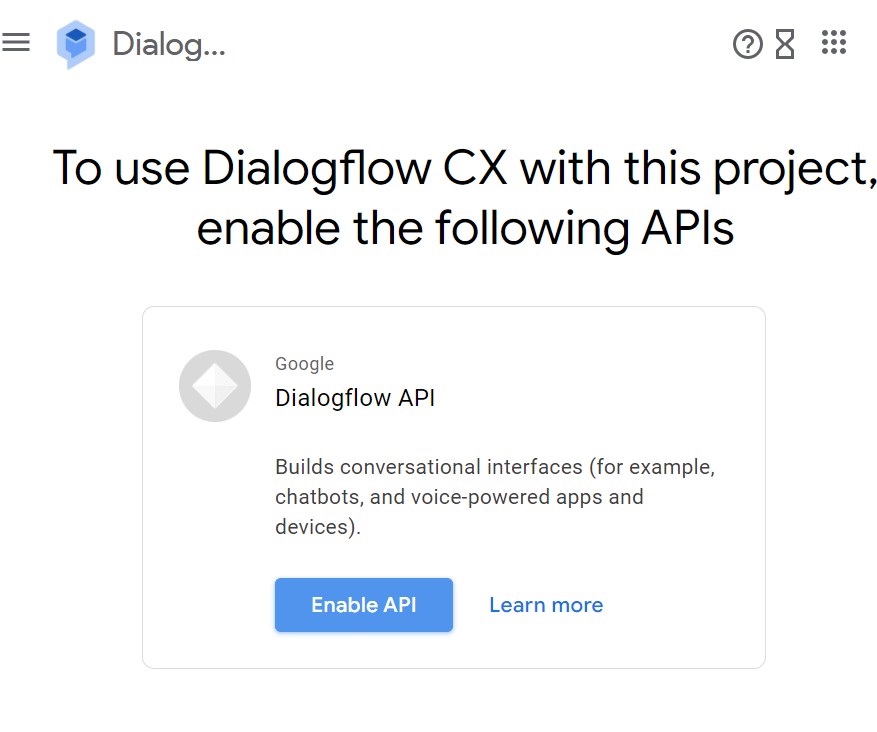 Dialog...
To use Dialogflow CX with this project,
enable the following APIs
Google
Dialogflow API
Builds conversational interfaces (for example,
chatbots, and voice-powered apps and
devices).
Enable API
Learn more